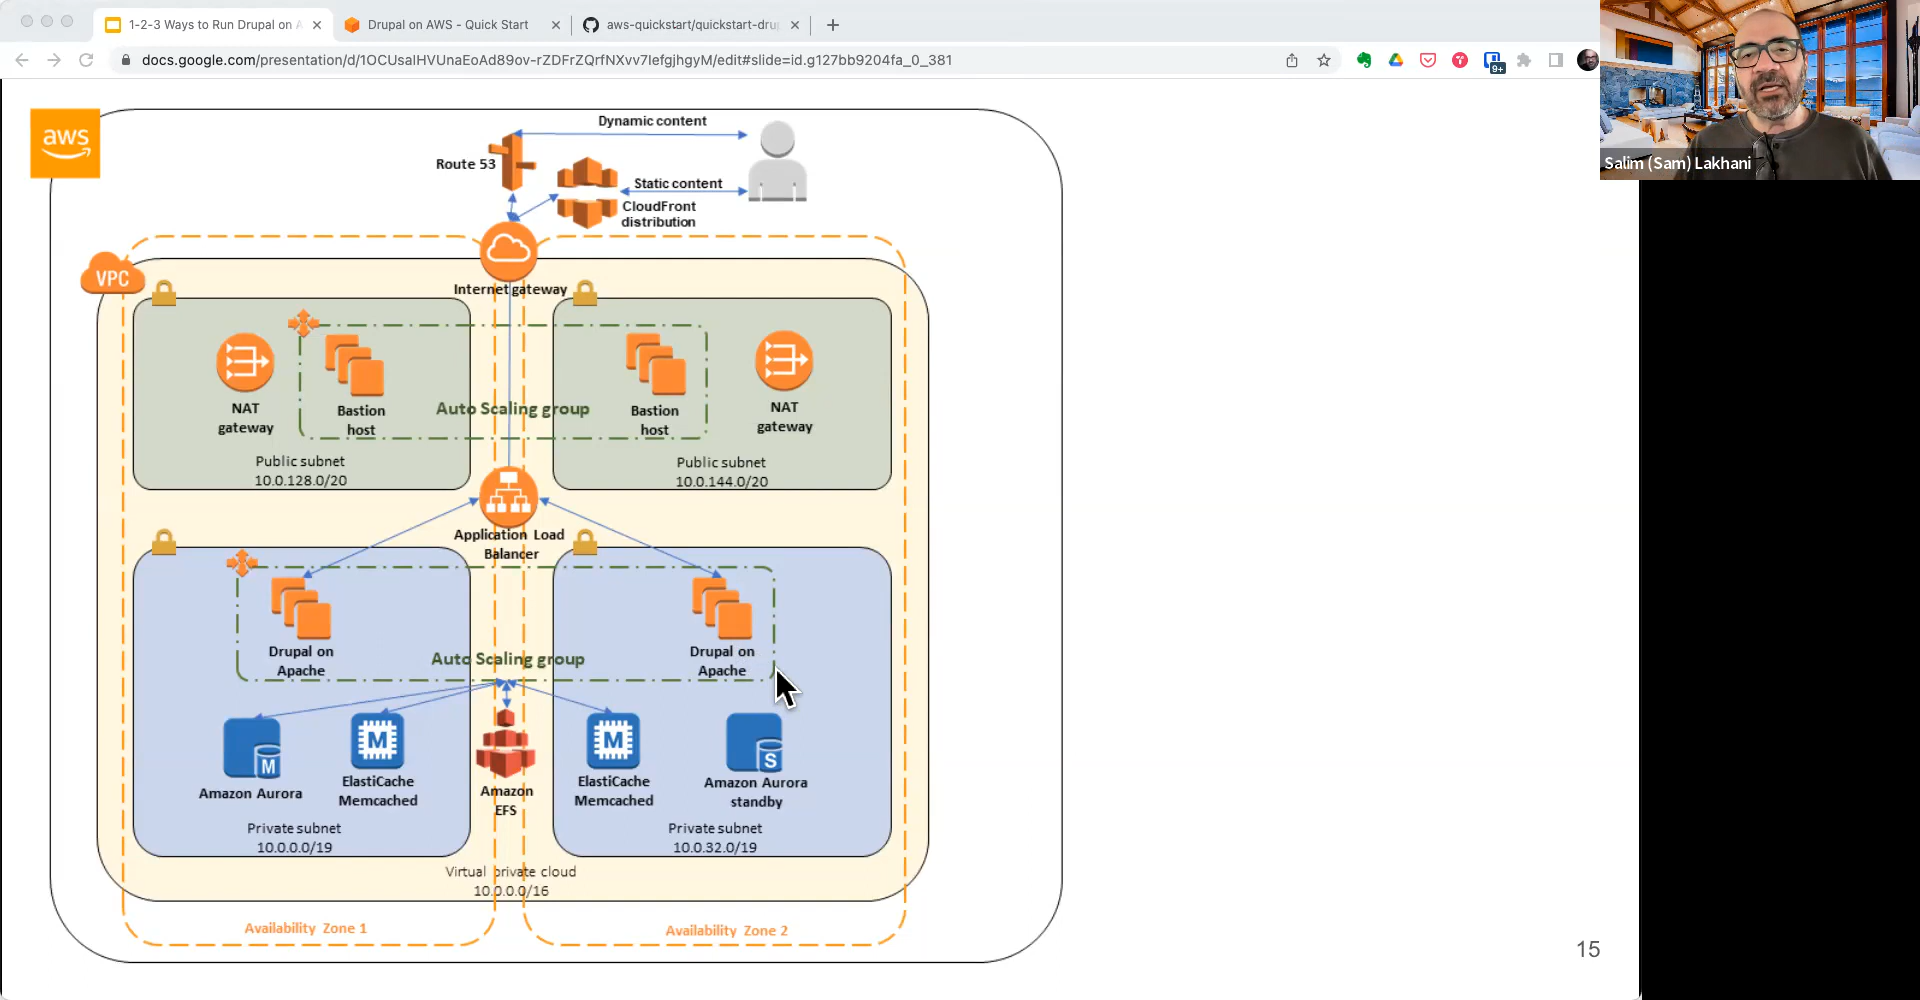 1-2-3 Ways to Run Drupal on A
Drupal on AWS - Quick Start
aws-quickstart/quickstart-dru
docs.google.com/presentation/d/1OCUsalHVUnaEoAd89ov-rZDFrZQrfNXvv7lefgjhgyM/edit#slide=id.g127bb9204fa_0_381
9+
Salim (Sam) Lakhani
aws
Dynamic content
Route 53
Static content
CloudFront
distribution
VPC
Internet gateway
NAT
gateway
Bastion
host
Auto Scaling group
Bastion
host
NAT
gateway
Public subnet
10.0.128.0/20
Public subnet
10.0.144.0/20
Application Load
Balancer
Drupal on
Apache
Auto Scaling group
Drupal on
Apache
M
Amazon Aurora
M
ElastiCache
Memcached
Amazon
EFS
M
ElastiCache
Memcached
S
Amazon Aurora
standby
Private subnet
10.0.0.0/19
Private subnet
10.0.32.0/19
Virtual private cloud
10.0.0.0/16
Availability Zone 1
Availability Zone 2
15